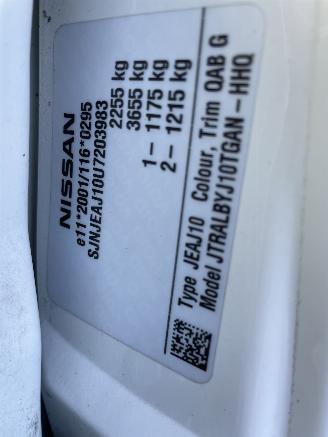 NISSAN
e11*2001/116*0295
SJNJEAJ10U7203983
2255 kg
3655 kg
1- 1175 kg
2- 1215 kg
Type JEAJ10 Colour, Trim QAB G
Model JTRALBYJ10TGAN-HHQ